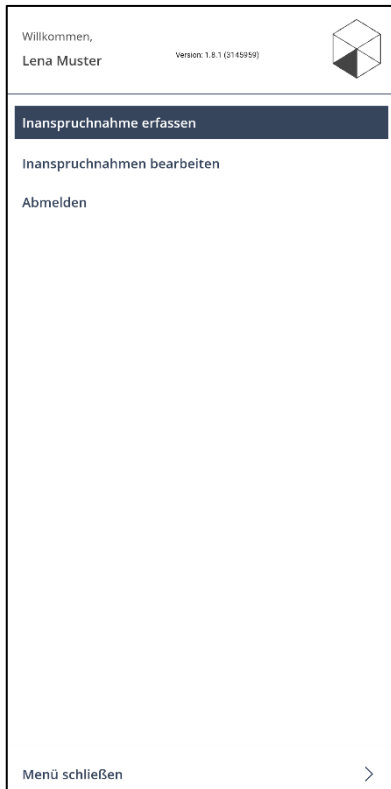 Willkommen,
Lena Muster
Version: 1.8.1 (3145959)
Inanspruchnahme erfassen
Inanspruchnahmen bearbeiten
Abmelden
Menü schließen